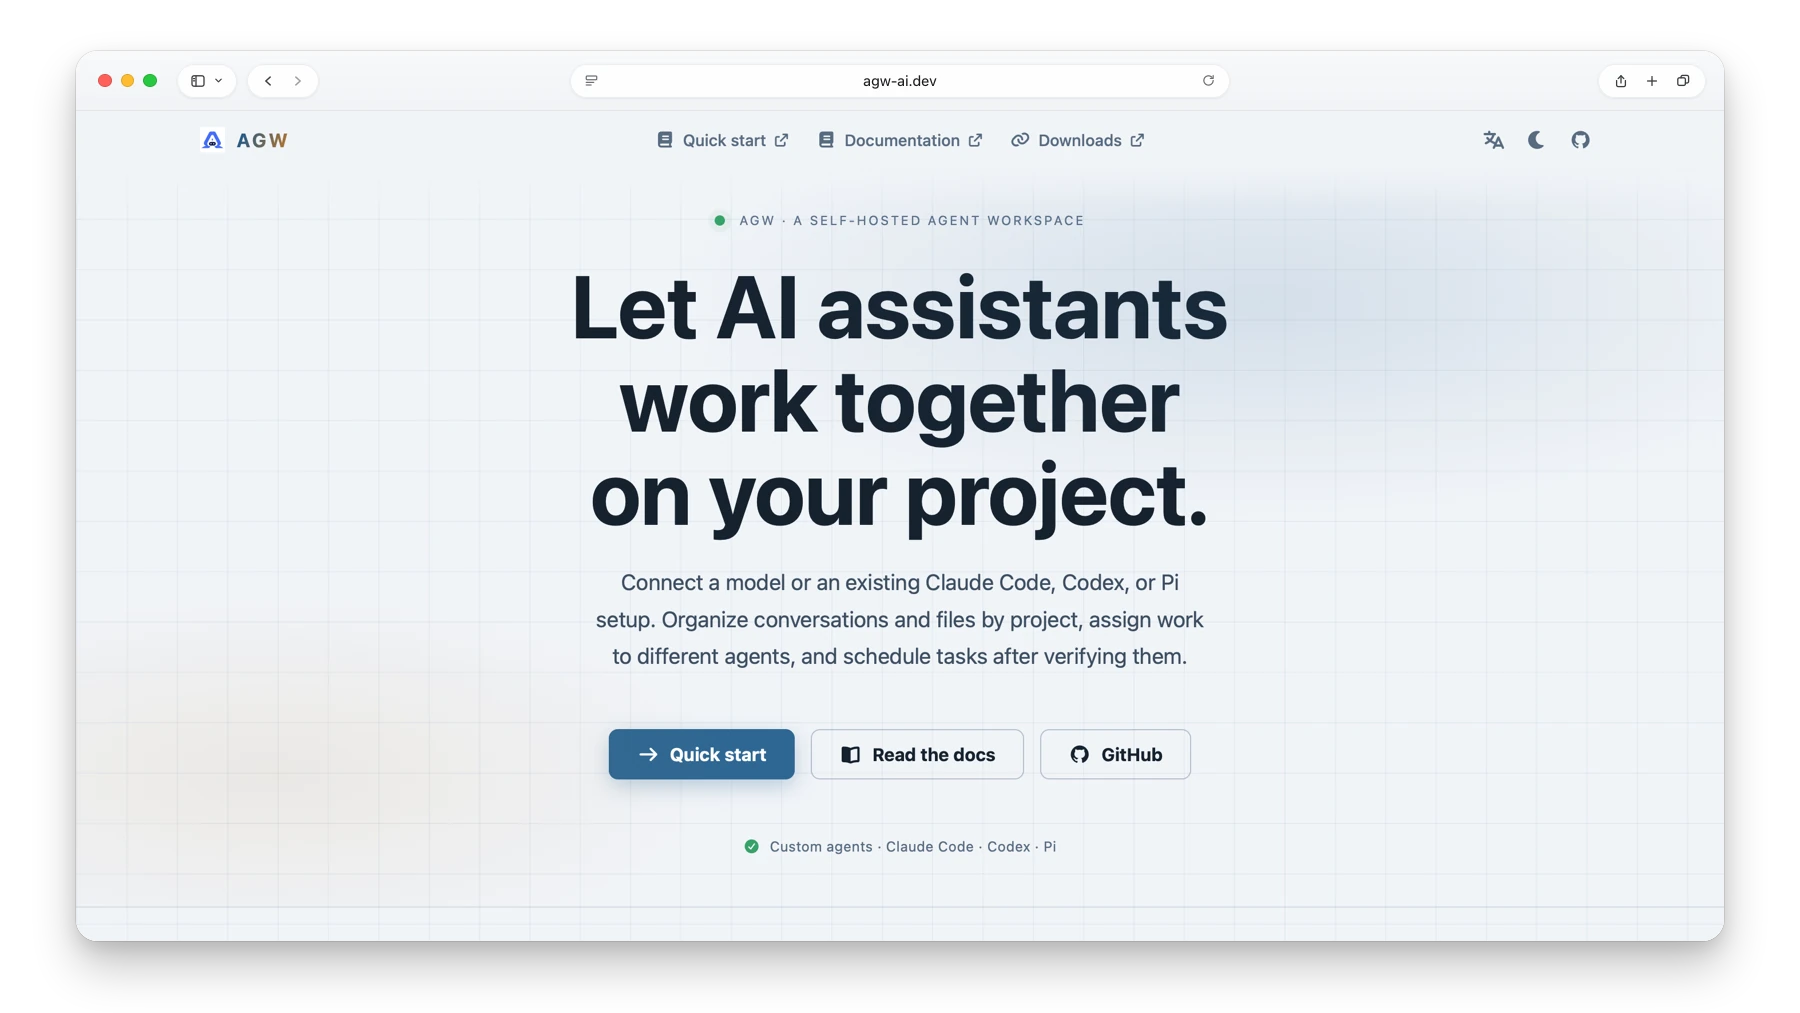 agw-ai.dev
AGW
Quick start
Documentation
Downloads
AGW · A SELF-HOSTED AGENT WORKSPACE
Let AI assistants
work together
on your project.
Connect a model or an existing Claude Code, Codex, or Pi
setup. Organize conversations and files by project, assign work
to different agents, and schedule tasks after verifying them.
Quick start
Read the docs
GitHub
Custom agents · Claude Code · Codex · Pi